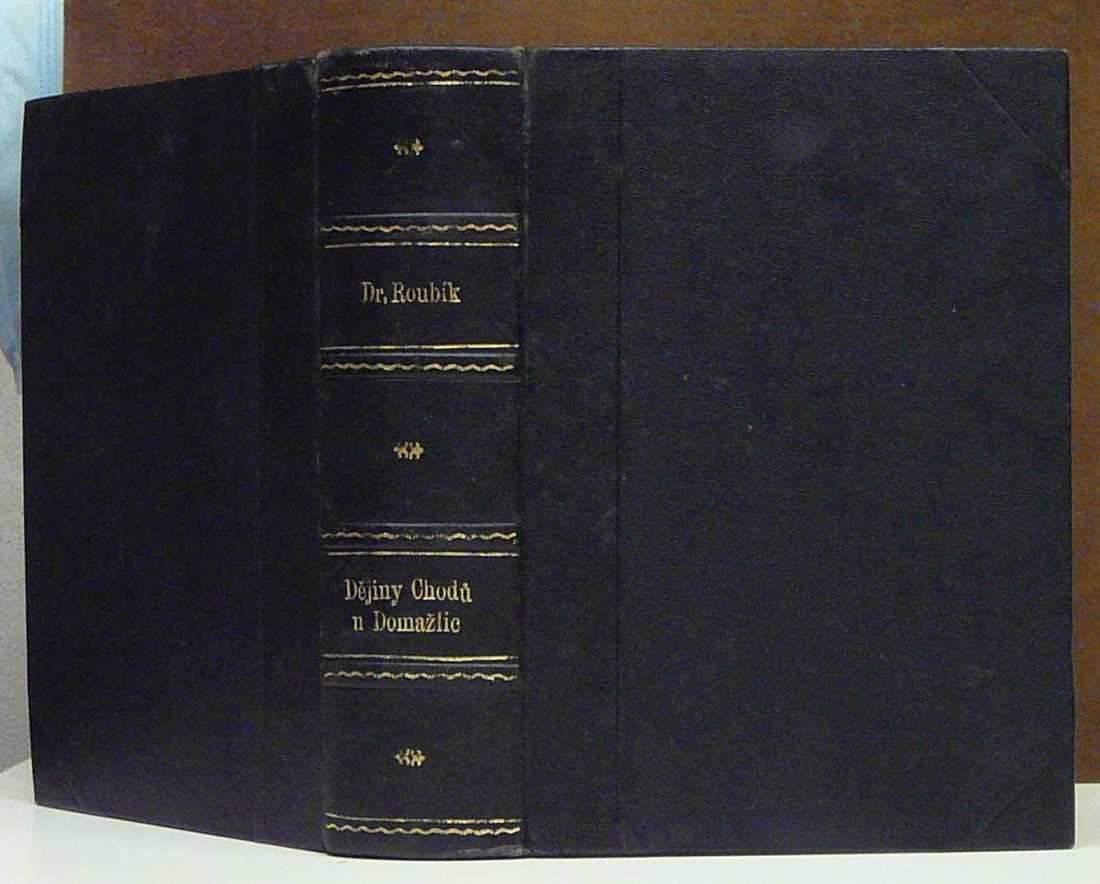 Dr. Roubík
Dějiny Chodů
u Domažlic